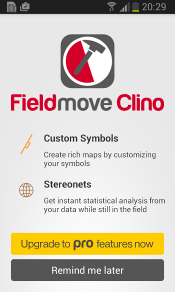 20:29
Fieldmove Clino
Custom Symbols
Create rich maps by customizing
your symbols
Stereonets
Get instant statistical analysis from
your data while still in the field
Upgrade to pro features now
Remind me later